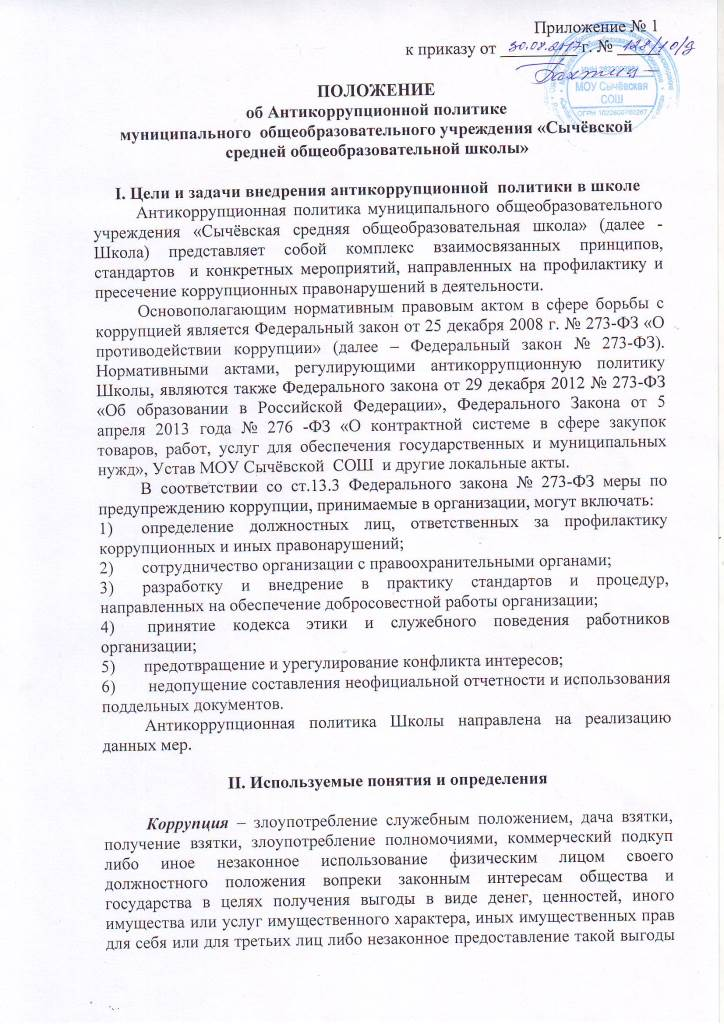 Приложение № 1
к приказу от 30.08.2017 г. № 128/10/д
МОУ Сычёвская
СОШ
ПОЛОЖЕНИЕ
об Антикоррупционной политике
муниципального общеобразовательного учреждения «Сычёвской
средней общеобразовательной школы»
I. Цели и задачи внедрения антикоррупционной политики в школе
Антикоррупционная политика муниципального общеобразовательного
учреждения «Сычёвская средняя общеобразовательная школа» (далее -
Школа) представляет собой комплекс взаимосвязанных принципов,
стандартов и конкретных мероприятий, направленных на профилактику и
пресечение коррупционных правонарушений в деятельности.
Основополагающим нормативным правовым актом в сфере борьбы с
коррупцией является Федеральный закон от 25 декабря 2008 г. № 273-ФЗ «О
противодействии коррупции» (далее – Федеральный закон № 273-ФЗ).
Нормативными актами, регулирующими антикоррупционную политику
Школы, являются также Федерального закона от 29 декабря 2012 № 273-ФЗ
«Об образовании в Российской Федерации», Федерального Закона от 5
апреля 2013 года № 276 -ФЗ «О контрактной системе в сфере закупок
товаров, работ, услуг для обеспечения государственных и муниципальных
нужд», Устав МОУ Сычёвской СОШ и другие локальные акты.
В соответствии со ст.13.3 Федерального закона № 273-ФЗ меры по
предупреждению коррупции, принимаемые в организации, могут включать:
1) определение должностных лиц, ответственных за профилактику
коррупционных и иных правонарушений;
2) сотрудничество организации с правоохранительными органами;
3) разработку и внедрение в практику стандартов и процедур,
направленных на обеспечение добросовестной работы организации;
4) принятие кодекса этики и служебного поведения работников
организации;
5) предотвращение и урегулирование конфликта интересов;
6) недопущение составления неофициальной отчетности и использования
поддельных документов.
Антикоррупционная политика Школы направлена на реализацию
данных мер.
II. Используемые понятия и определения
Коррупция – злоупотребление служебным положением, дача взятки,
получение взятки, злоупотребление полномочиями, коммерческий подкуп
либо иное незаконное использование физическим лицом своего
должностного положения вопреки законным интересам общества и
государства в целях получения выгоды в виде денег, ценностей, иного
имущества или услуг имущественного характера, иных имущественных прав
для себя или для третьих лиц либо незаконное предоставление такой выгоды